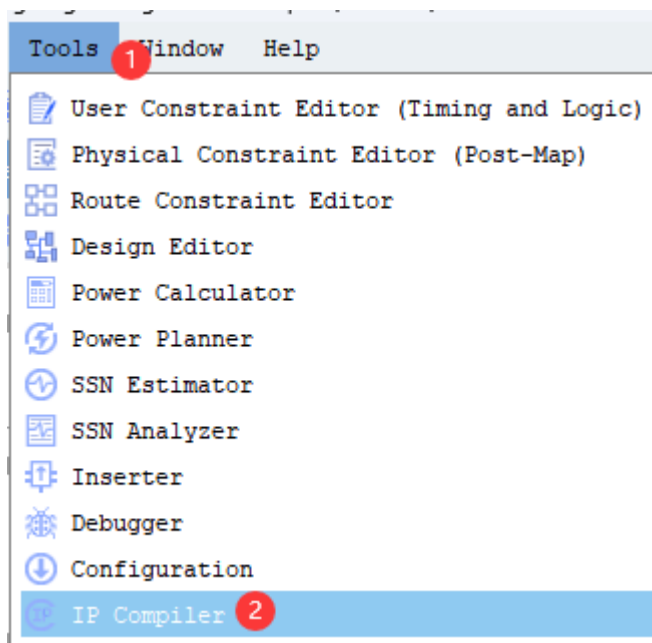 Tools 1 Window Help
User Constraint Editor (Timing and Logic)
Physical Constraint Editor (Post-Map)
Route Constraint Editor
Design Editor
Power Calculator
Power Planner
SSN Estimator
SSN Analyzer
Inserter
Debugger
Configuration
IP IP Compiler 2